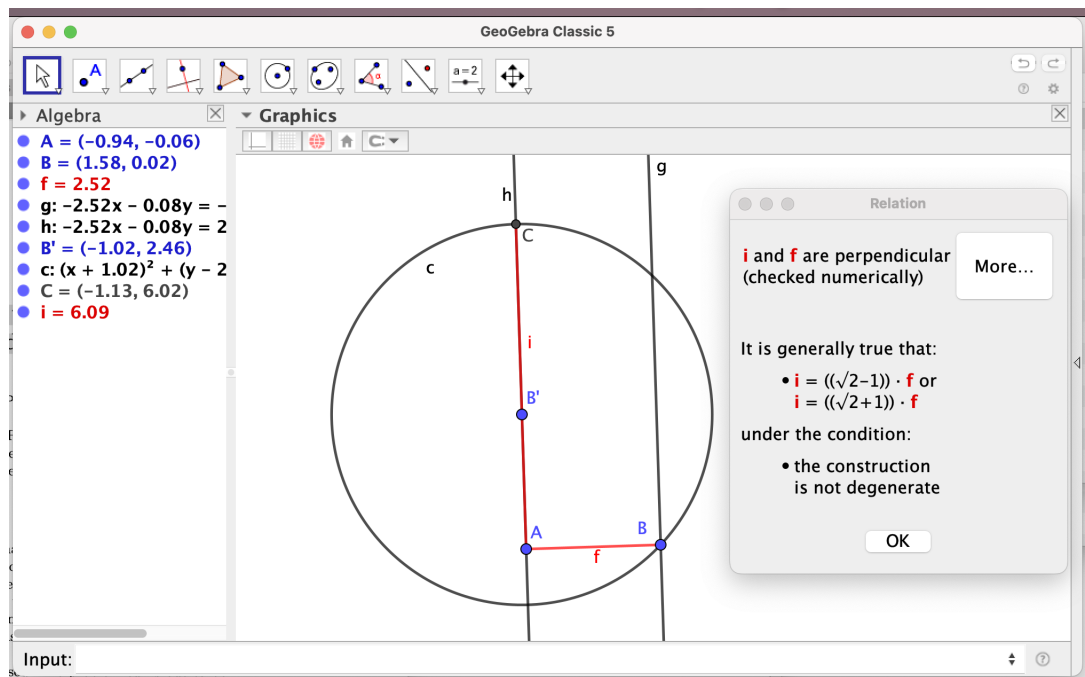 GeoGebra Classic 5
A
α
a=2
Algebra
Graphics
A = (−0.94, −0.06)
B = (1.58, 0.02)
f = 2.52
g: −2.52x − 0.08y = −
h: −2.52x − 0.08y = 2
B' = (−1.02, 2.46)
c: (x + 1.02)² + (y − 2
C = (−1.13, 6.02)
i = 6.09
g
h
C
c
i
B'
A
B
f
Relation
i and f are perpendicular
(checked numerically)
More...
It is generally true that:
• i = ((√2−1)) · f or
i = ((√2+1)) · f
under the condition:
• the construction
is not degenerate
OK
Input: